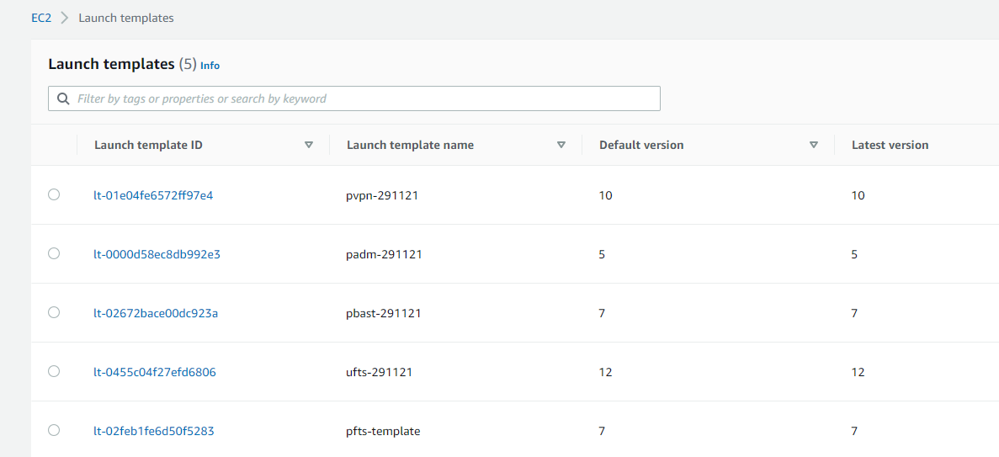 EC2 > Launch templates
Launch templates (5) Info
Filter by tags or properties or search by keyword
Launch template ID Launch template name Default version Latest version
lt-01e04fe6572ff97e4 pvpn-291121 10 10
lt-0000d58ec8db992e3 padm-291121 5 5
lt-02672bace00dc923a pbast-291121 7 7
lt-0455c04f27efd6806 ufts-291121 12 12
lt-02feb1fe6d50f5283 pfts-template 7 7